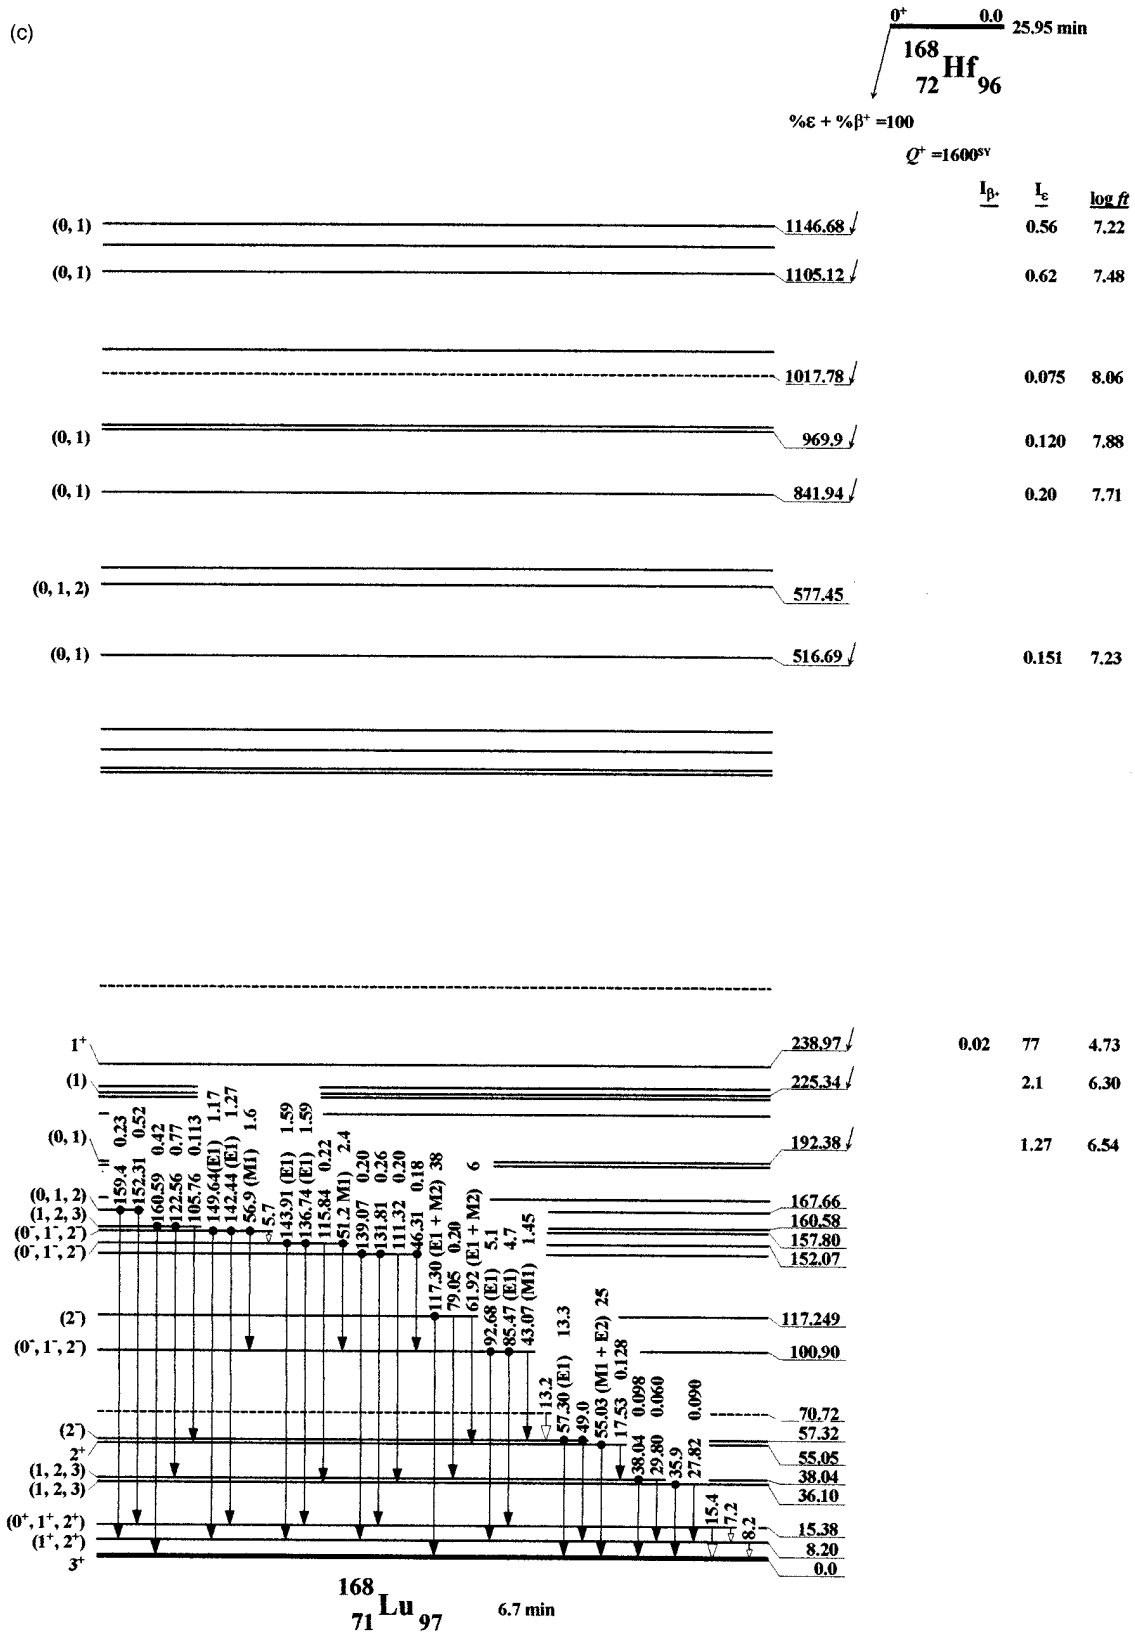 (c)
0⁺ 0.0 25.95 min
¹⁶⁸₇₂Hf₉₆
%ε + %β⁺ =100
Q⁺ =1600ˢʸ
I_β⁺ I_ε log ft
(0, 1) 1146.68 0.56 7.22
(0, 1) 1105.12 0.62 7.48
1017.78 0.075 8.06
(0, 1) 969.9 0.120 7.88
(0, 1) 841.94 0.20 7.71
(0, 1, 2) 577.45
(0, 1) 516.69 0.151 7.23
1⁺ 238.97 0.02 77 4.73
(1) 225.34 2.1 6.30
(0, 1) 192.38 1.27 6.54
(0, 1, 2) 167.66
(1, 2, 3) 160.58
(0⁻, 1⁻, 2⁻) 157.80
(0⁻, 1⁻, 2⁻) 152.07
(2⁻) 117.249
(0⁻, 1⁻, 2⁻) 100.90
70.72
(2⁻) 57.32
2⁺ 55.05
(1, 2, 3) 38.04
(1, 2, 3) 36.10
(0⁺, 1⁺, 2⁺) 15.38
(1⁺, 2⁺) 8.20
3⁺ 0.0
159.4 0.23
152.31 0.52
160.59 0.42
122.56 0.77
105.76 0.113
149.64(E1) 1.17
142.44 (E1) 1.27
56.9 (M1) 1.6
5.7
143.91 (E1) 1.59
136.74 (E1) 1.59
115.84 0.22
51.2 M1) 2.4
139.07 0.20
131.81 0.26
111.32 0.20
46.31 0.18
117.30 (E1 + M2) 38
79.05 0.20
61.92 (E1 + M2) 6
92.68 (E1) 5.1
85.47 (E1) 4.7
43.07 (M1) 1.45
13.2
57.30 (E1) 13.3
49.0
55.03 (M1 + E2) 25
17.53 0.128
38.04 0.098
29.80 0.060
35.9
27.82 0.090
15.4
7.2
8.2
¹⁶⁸₇₁Lu₉₇ 6.7 min